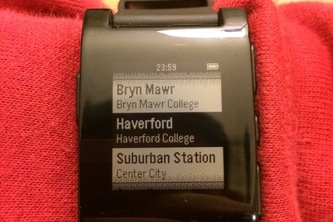 23:59
Bryn Mawr
Bryn Mawr College
Haverford
Haverford College
Suburban Station
Center City